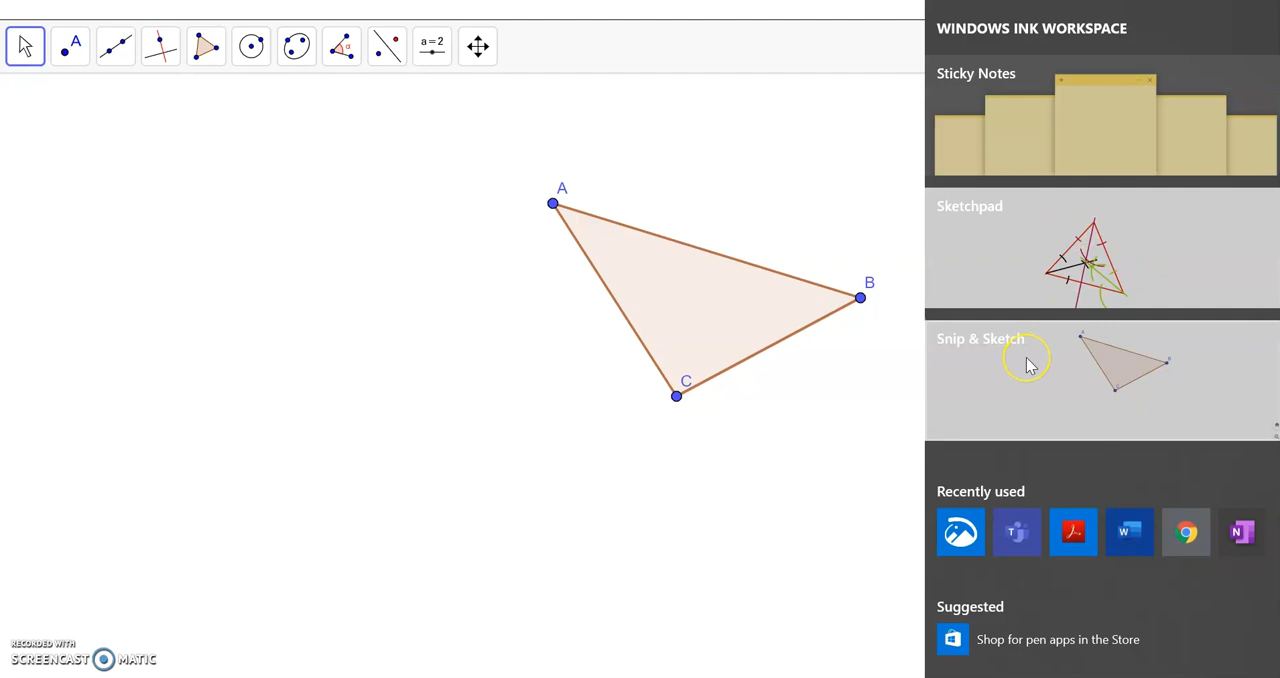 A
α
a=2
A
B
C
RECORDED WITH
SCREENCAST MATIC
WINDOWS INK WORKSPACE
Sticky Notes
Sketchpad
Snip & Sketch
Recently used
Suggested
Shop for pen apps in the Store